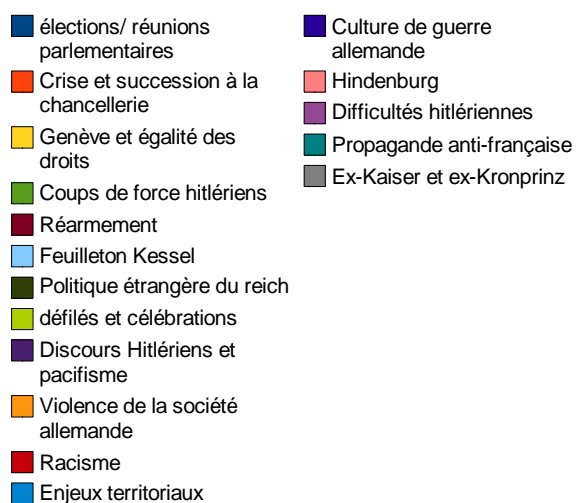 élections/ réunions
parlementaires
Crise et succession à la
chancellerie
Genève et égalité des
droits
Coups de force hitlériens
Réarmement
Feuilleton Kessel
Politique étrangère du reich
défilés et célébrations
Discours Hitlériens et
pacifisme
Violence de la société
allemande
Racisme
Enjeux territoriaux
Culture de guerre
allemande
Hindenburg
Difficultés hitlériennes
Propagande anti-française
Ex-Kaiser et ex-Kronprinz